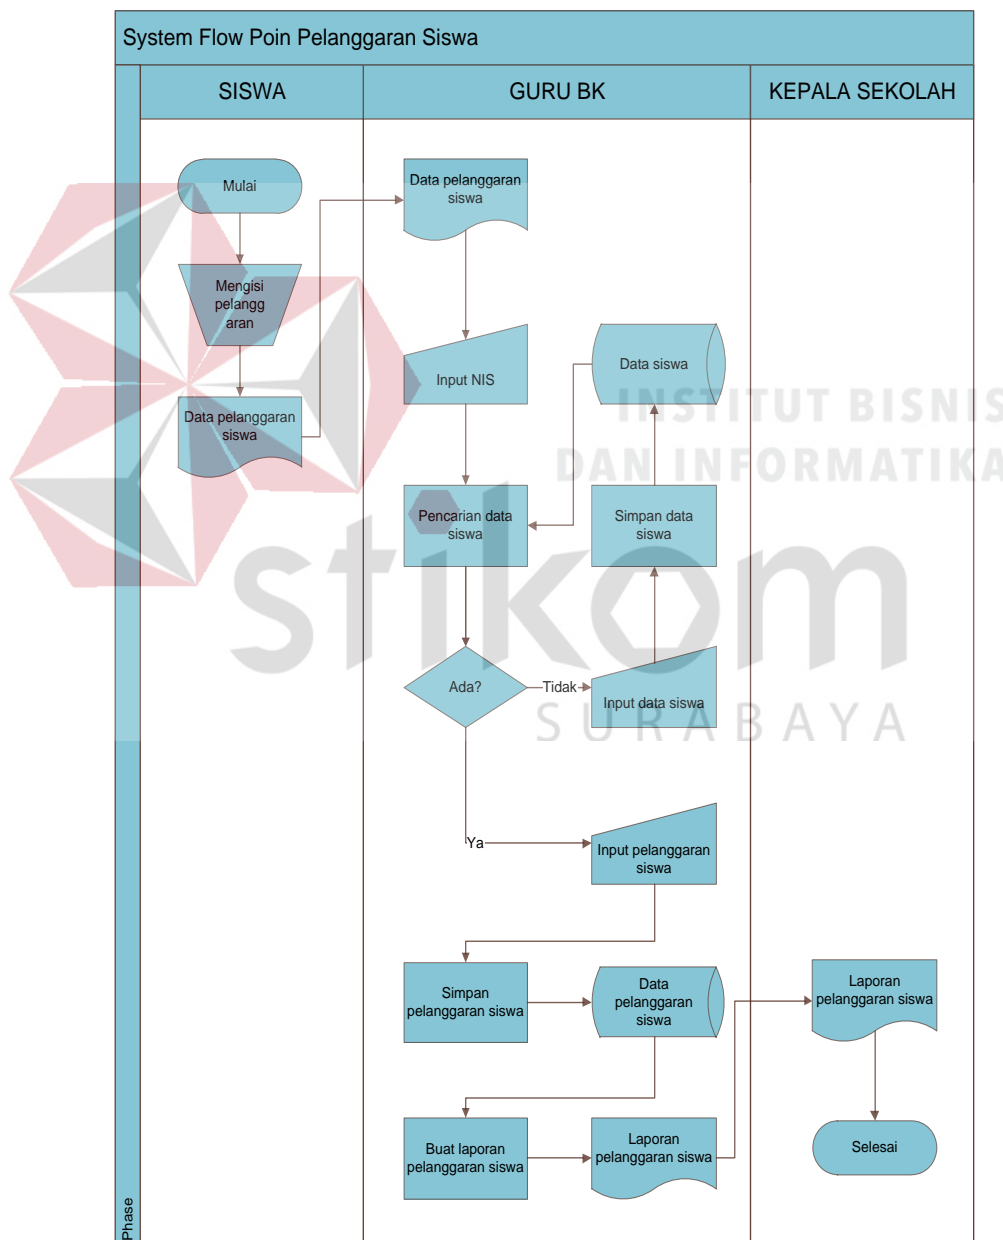 System Flow Poin Pelanggaran Siswa
SISWA
GURU BK
KEPALA SEKOLAH
Mulai
Mengisi
pelangg
aran
Data pelanggaran
siswa
Data pelanggaran
siswa
Input NIS
Data siswa
Pencarian data
siswa
Simpan data
siswa
Ada?
Tidak
Input data siswa
Ya
Input pelanggaran
siswa
Simpan
pelanggaran siswa
Data
pelanggaran
siswa
Laporan
pelanggaran siswa
Buat laporan
pelanggaran siswa
Laporan
pelanggaran siswa
Selesai
Phase
INSTITUT BISNIS
DAN INFORMATIKA
stikom
SURABAYA